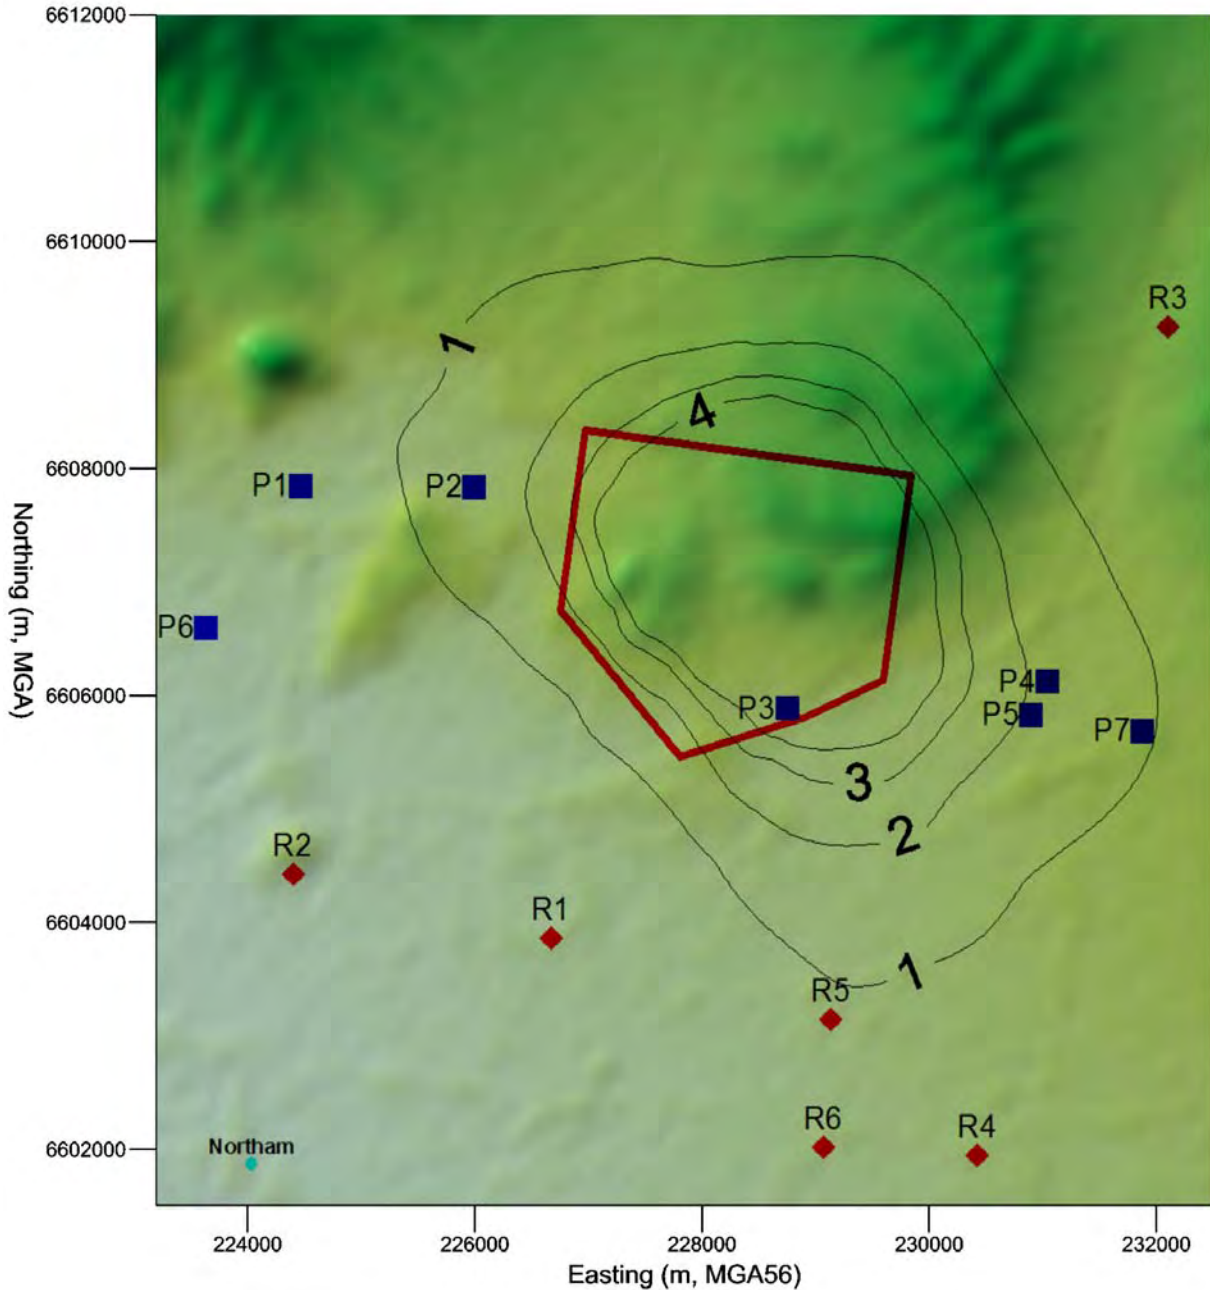 6612000
6610000
6608000
6606000
6604000
6602000
Northing (m, MGA)
R3
1
4
P1
P2
P6
P3
P4
P5
P7
3
2
R2
R1
1
R5
R6
R4
Northam
224000
226000
228000
230000
232000
Easting (m, MGA56)